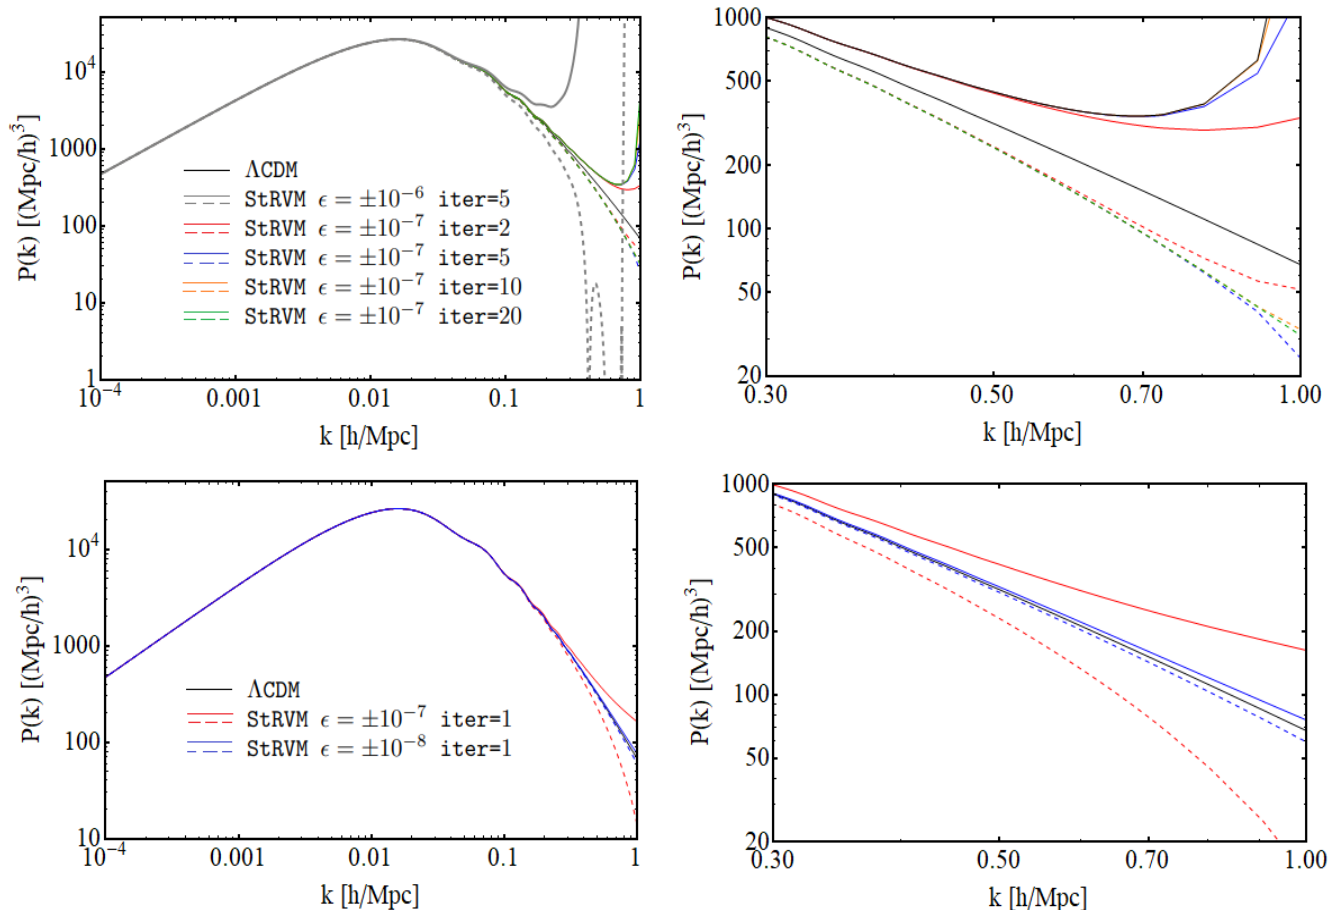 P(k) [(Mpc/h)³]
10⁴
1000
100
10
1
ΛCDM
StRVM ϵ = ±10⁻⁶ iter=5
StRVM ϵ = ±10⁻⁷ iter=2
StRVM ϵ = ±10⁻⁷ iter=5
StRVM ϵ = ±10⁻⁷ iter=10
StRVM ϵ = ±10⁻⁷ iter=20
10⁻⁴ 0.001 0.01 0.1 1
k [h/Mpc]
P(k) [(Mpc/h)³]
1000
500
200
100
50
20
0.30 0.50 0.70 1.00
k [h/Mpc]
P(k) [(Mpc/h)³]
10⁴
1000
100
10
ΛCDM
StRVM ϵ = ±10⁻⁷ iter=1
StRVM ϵ = ±10⁻⁸ iter=1
10⁻⁴ 0.001 0.01 0.1 1
k [h/Mpc]
P(k) [(Mpc/h)³]
1000
500
200
100
50
20
0.30 0.50 0.70 1.00
k [h/Mpc]